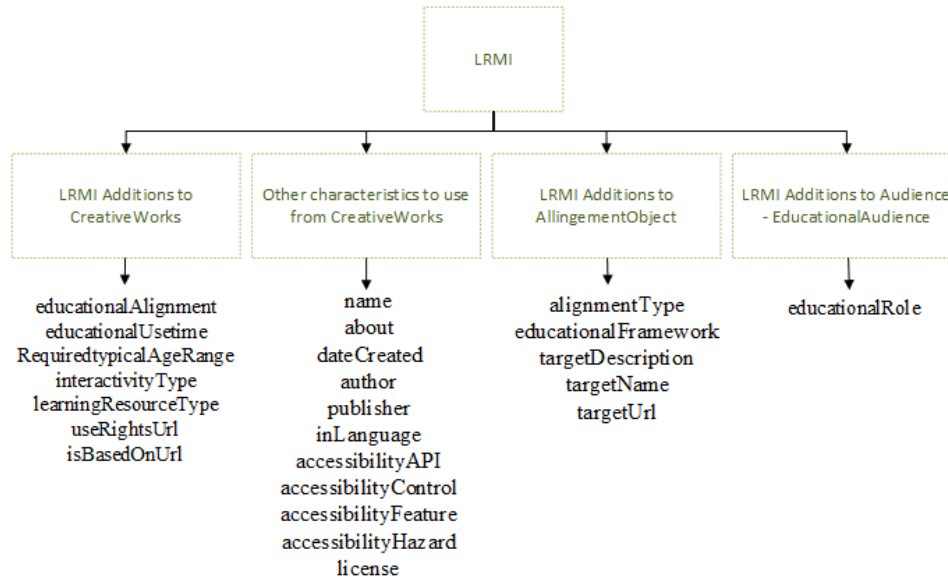 LRMI
LRMI Additions to
CreativeWorks
Other characteristics to use
from CreativeWorks
LRMI Additions to
AllingementObject
LRMI Additions to Audience
- EducationalAudience
educationalAlignment
educationalUsetime
RequiredtypicalAgeRange
interactivityType
learningResourceType
useRightsUrl
isBasedOnUrl
name
about
dateCreated
author
publisher
inLanguage
accessibilityAPI
accessibilityControl
accessibilityFeature
accessibilityHazard
license
alignmentType
educationalFramework
targetDescription
targetName
targetUrl
educationalRole